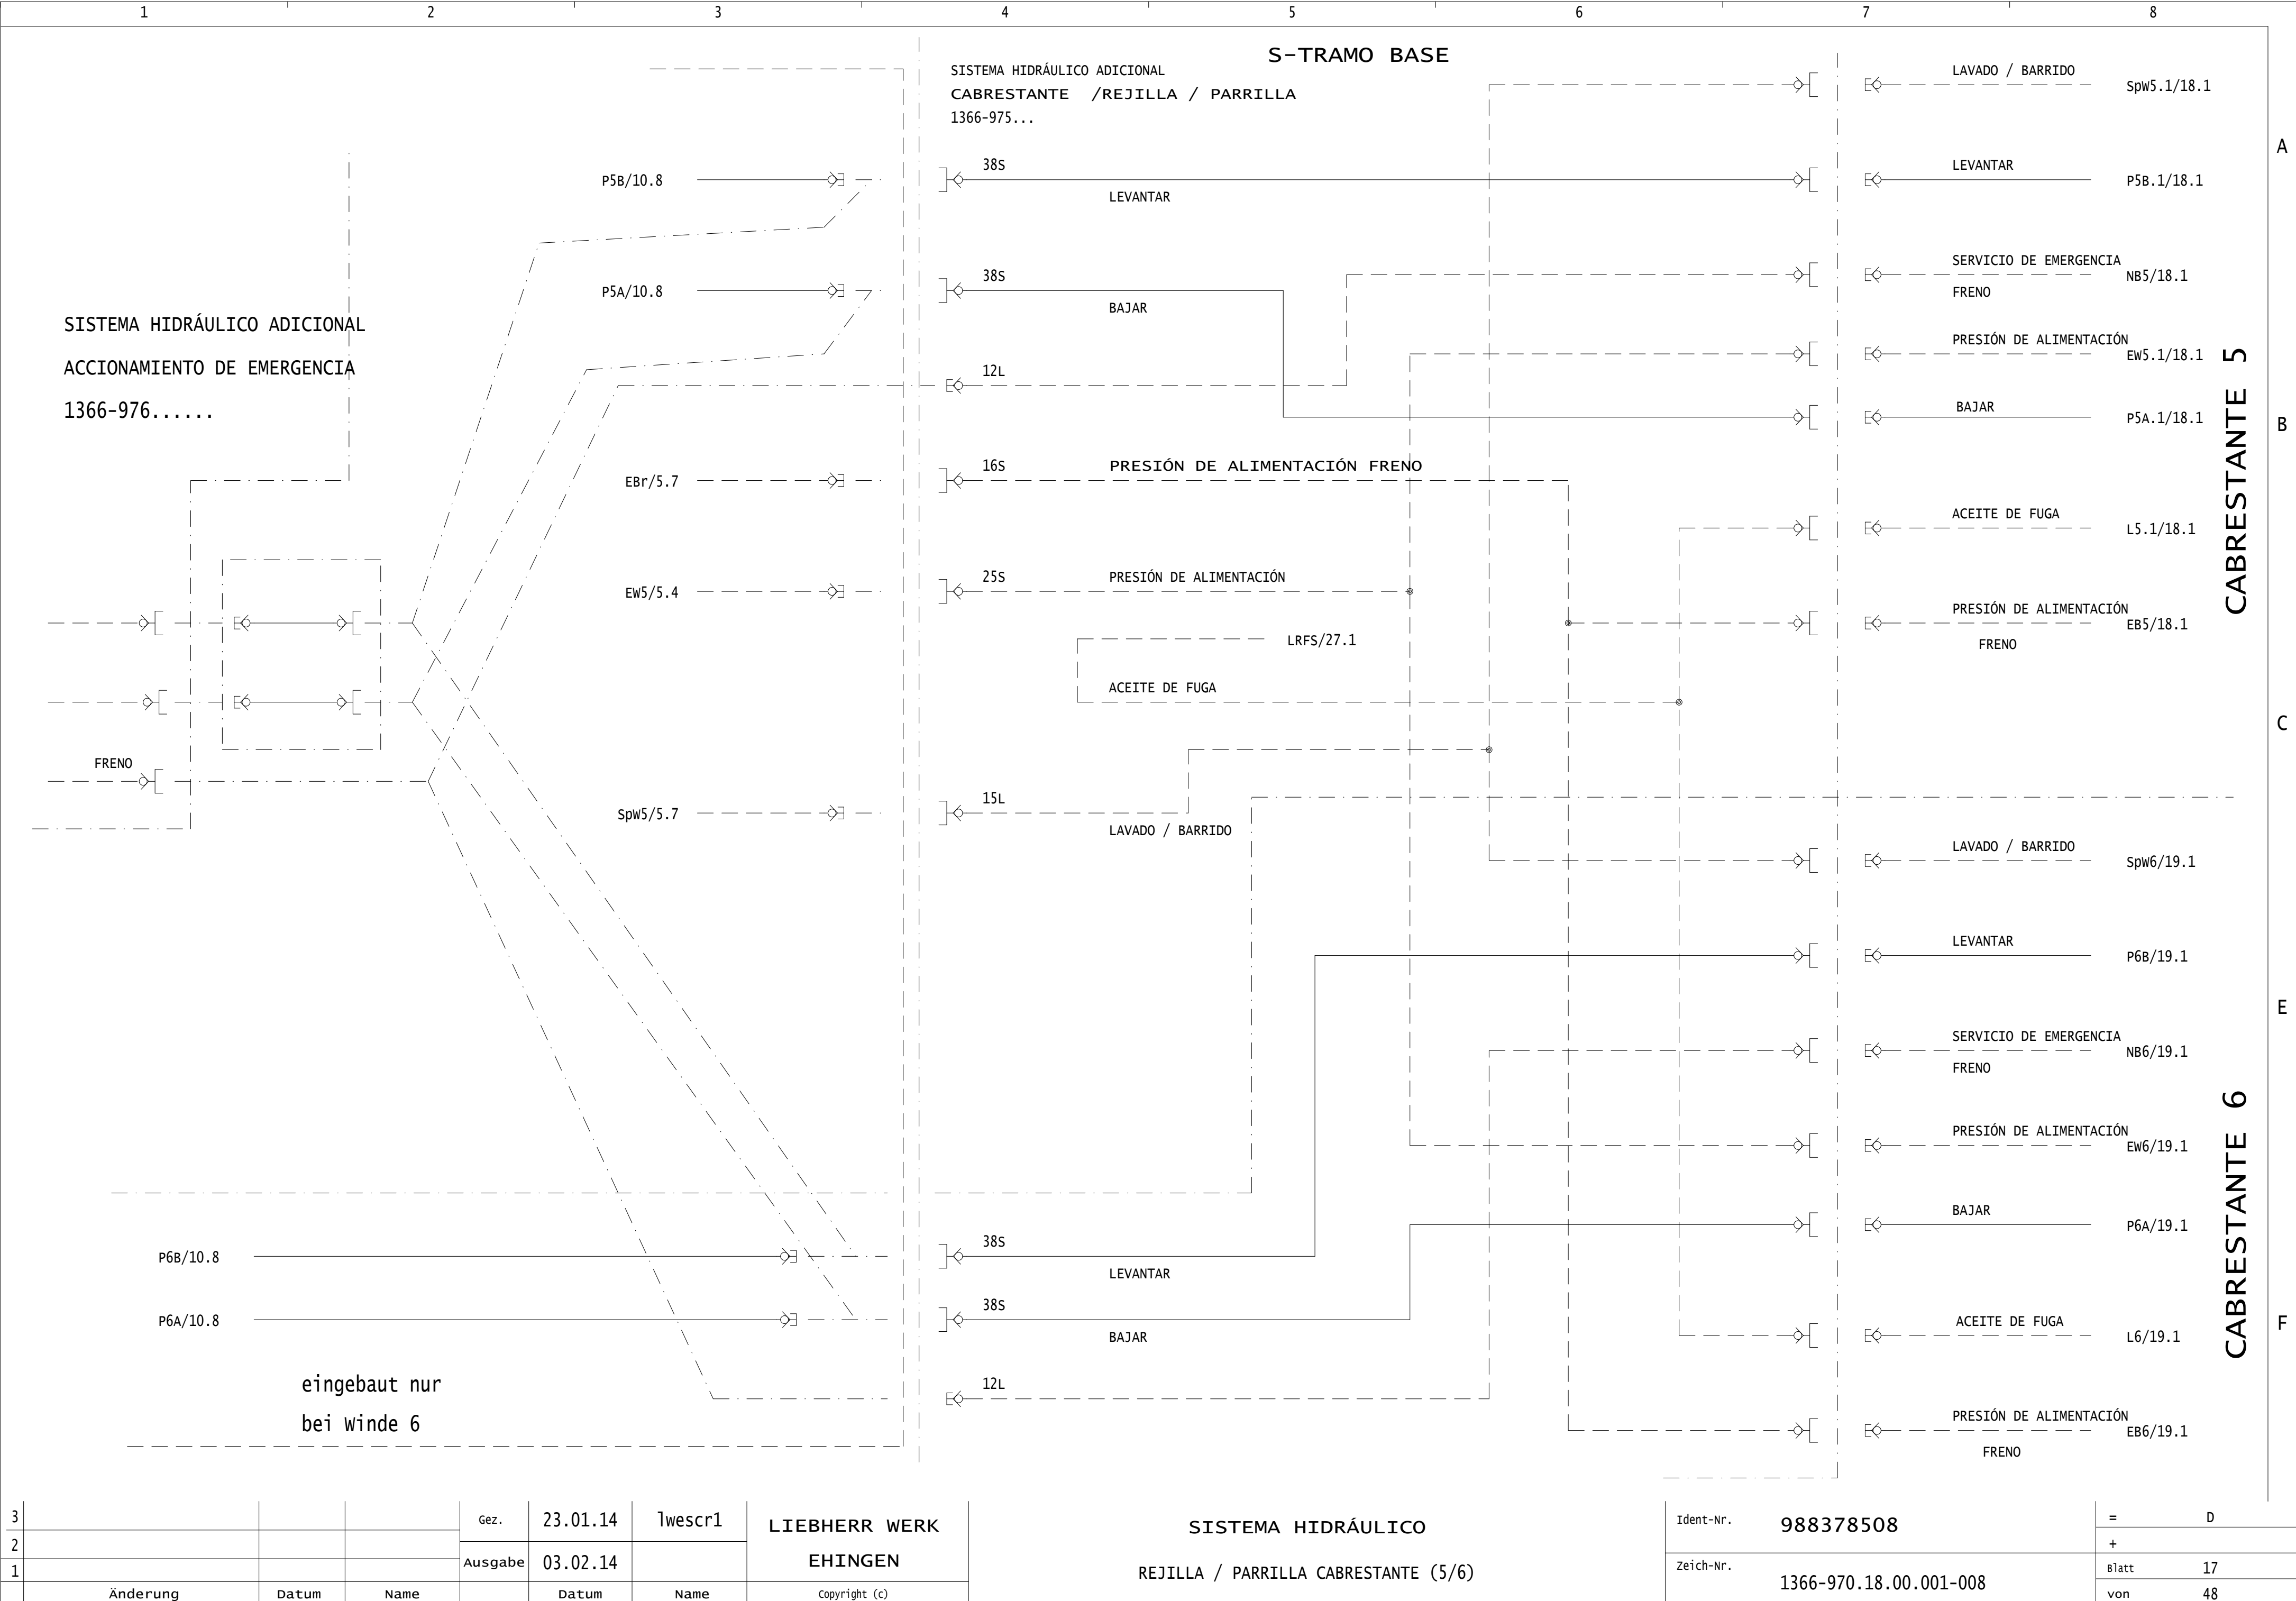 1 2 3 4 5 6 7 8
S-TRAMO BASE
SISTEMA HIDRÁULICO ADICIONAL
CABRESTANTE /REJILLA / PARRILLA
1366-975...
LAVADO / BARRIDO
SpW5.1/18.1
A
P5B/10.8
38S
LEVANTAR
LEVANTAR
P5B.1/18.1
P5A/10.8
38S
BAJAR
SERVICIO DE EMERGENCIA
NB5/18.1
FRENO
SISTEMA HIDRÁULICO ADICIONAL
ACCIONAMIENTO DE EMERGENCIA
1366-976......
12L
PRESIÓN DE ALIMENTACIÓN
EW5.1/18.1
BAJAR
P5A.1/18.1
B
CABRESTANTE 5
EBr/5.7
16S
PRESIÓN DE ALIMENTACIÓN FRENO
ACEITE DE FUGA
L5.1/18.1
EW5/5.4
25S
PRESIÓN DE ALIMENTACIÓN
PRESIÓN DE ALIMENTACIÓN
EB5/18.1
FRENO
LRFS/27.1
ACEITE DE FUGA
C
FRENO
SpW5/5.7
15L
LAVADO / BARRIDO
LAVADO / BARRIDO
SpW6/19.1
LEVANTAR
P6B/19.1
E
SERVICIO DE EMERGENCIA
NB6/19.1
FRENO
PRESIÓN DE ALIMENTACIÓN
EW6/19.1
CABRESTANTE 6
BAJAR
P6A/19.1
P6B/10.8
38S
LEVANTAR
P6A/10.8
38S
BAJAR
ACEITE DE FUGA
L6/19.1
F
eingebaut nur
bei Winde 6
12L
PRESIÓN DE ALIMENTACIÓN
EB6/19.1
FRENO
3
2
1
Änderung Datum Name
Gez. 23.01.14 lwescr1
Ausgabe 03.02.14
Datum Name
LIEBHERR WERK
EHINGEN
Copyright (c)
SISTEMA HIDRÁULICO
REJILLA / PARRILLA CABRESTANTE (5/6)
Ident-Nr. 988378508
Zeich-Nr. 1366-970.18.00.001-008
= D
+
Blatt 17
von 48